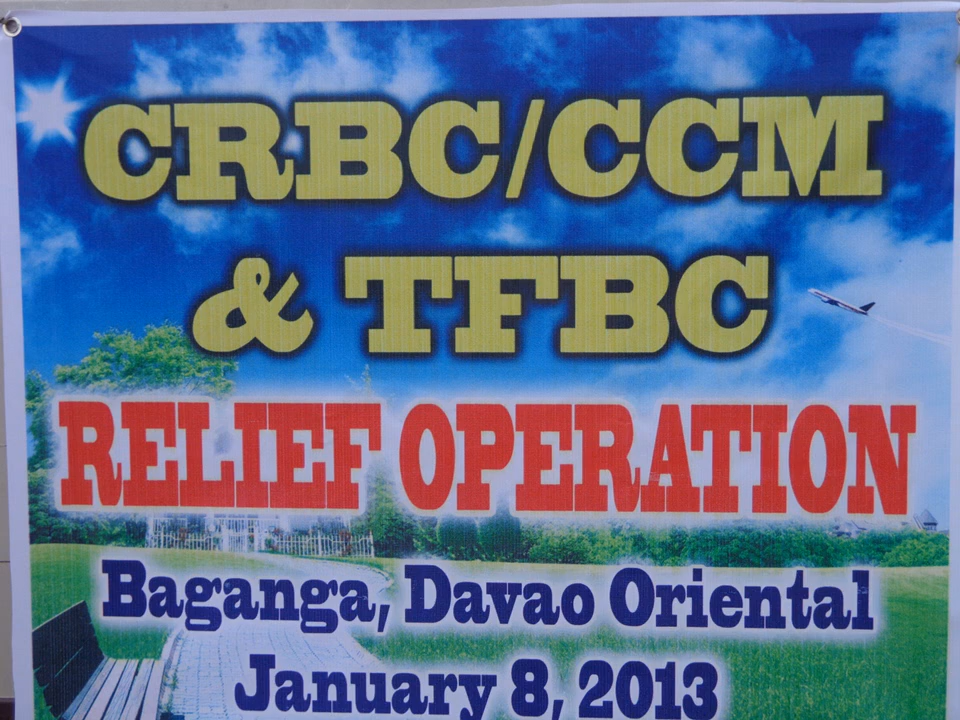 CRBC/CCM
& TFBC
RELIEF OPERATION
Baganga, Davao Oriental
January 8, 2013